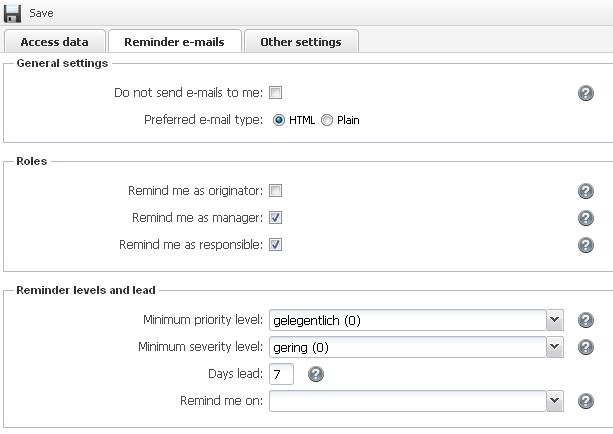 Save
Access data Reminder e-mails Other settings
General settings
Do not send e-mails to me: ?
Preferred e-mail type: HTML Plain
Roles
Remind me as originator: ?
Remind me as manager: ?
Remind me as responsible: ?
Reminder levels and lead
Minimum priority level: gelegentlich (0) ?
Minimum severity level: gering (0) ?
Days lead: 7 ?
Remind me on: ?